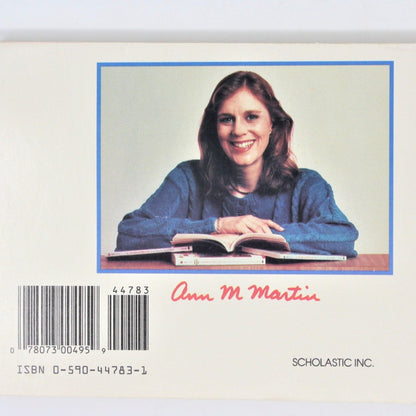 Ann M Martin
44783
0 78073 00495 9
ISBN 0-590-44783-1
SCHOLASTIC INC.